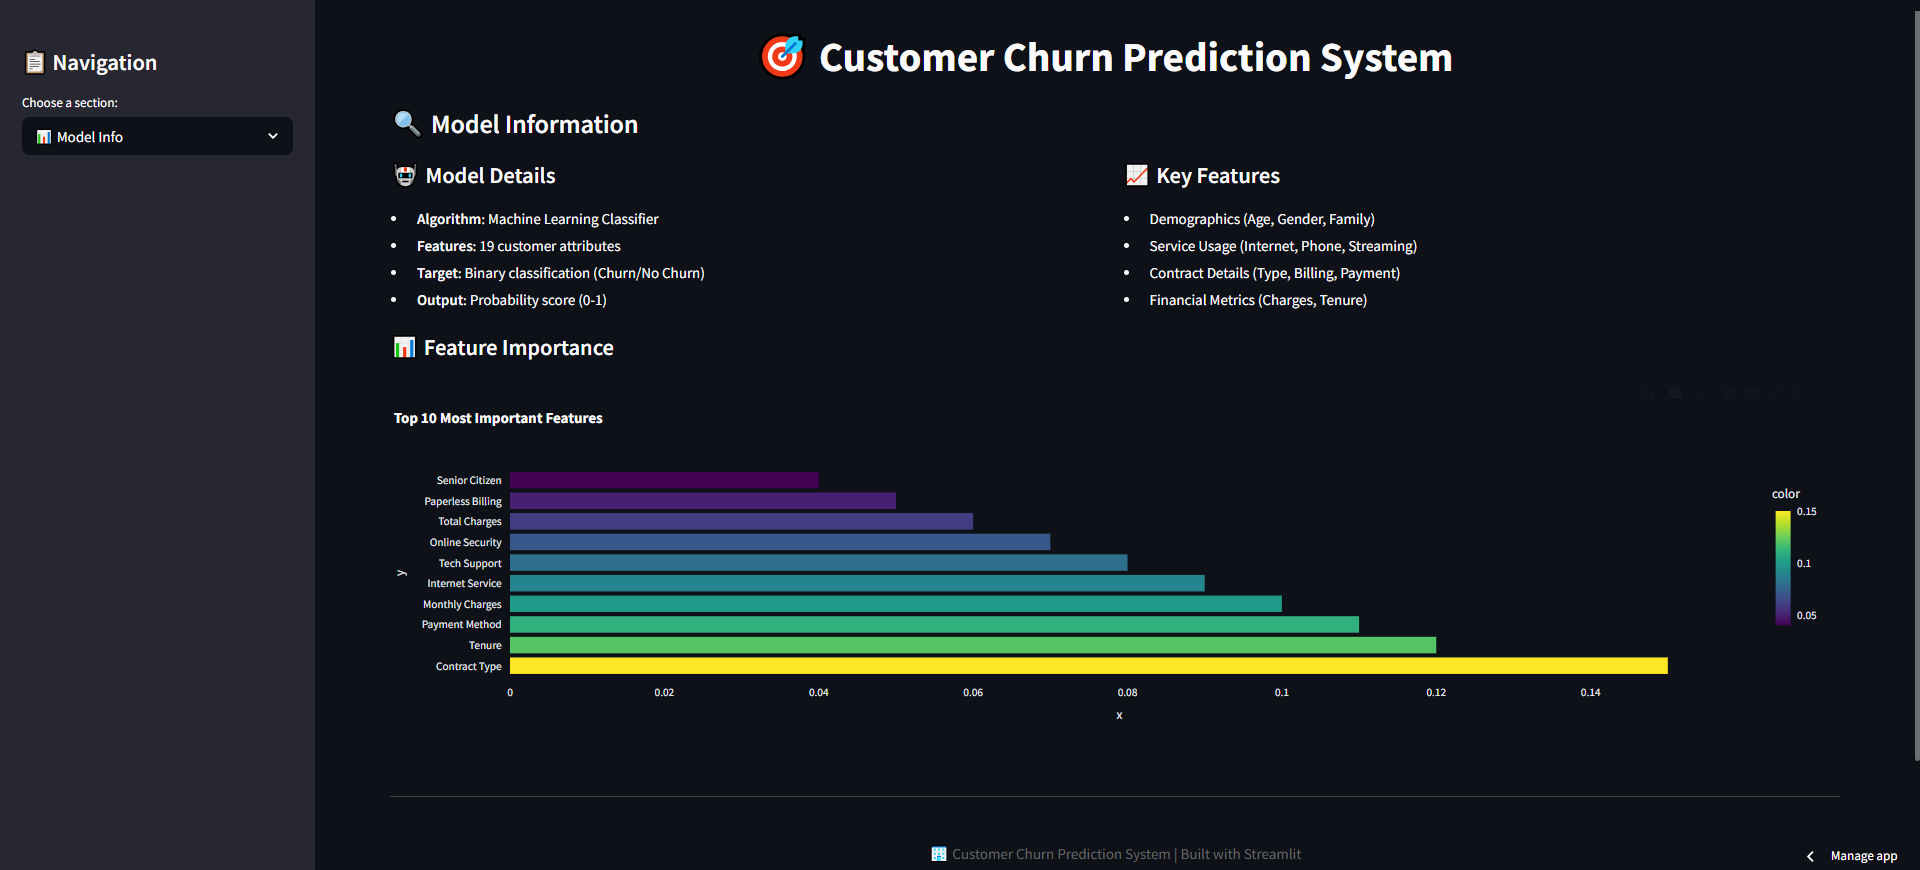 Navigation
Choose a section:
Model Info
Customer Churn Prediction System
Model Information
Model Details
• Algorithm: Machine Learning Classifier
• Features: 19 customer attributes
• Target: Binary classification (Churn/No Churn)
• Output: Probability score (0-1)
Key Features
• Demographics (Age, Gender, Family)
• Service Usage (Internet, Phone, Streaming)
• Contract Details (Type, Billing, Payment)
• Financial Metrics (Charges, Tenure)
Feature Importance
Top 10 Most Important Features
Senior Citizen
Paperless Billing
Total Charges
Online Security
Tech Support
Internet Service
Monthly Charges
Payment Method
Tenure
Contract Type
y
0 0.02 0.04 0.06 0.08 0.1 0.12 0.14
x
color
0.15
0.1
0.05
Customer Churn Prediction System | Built with Streamlit
Manage app